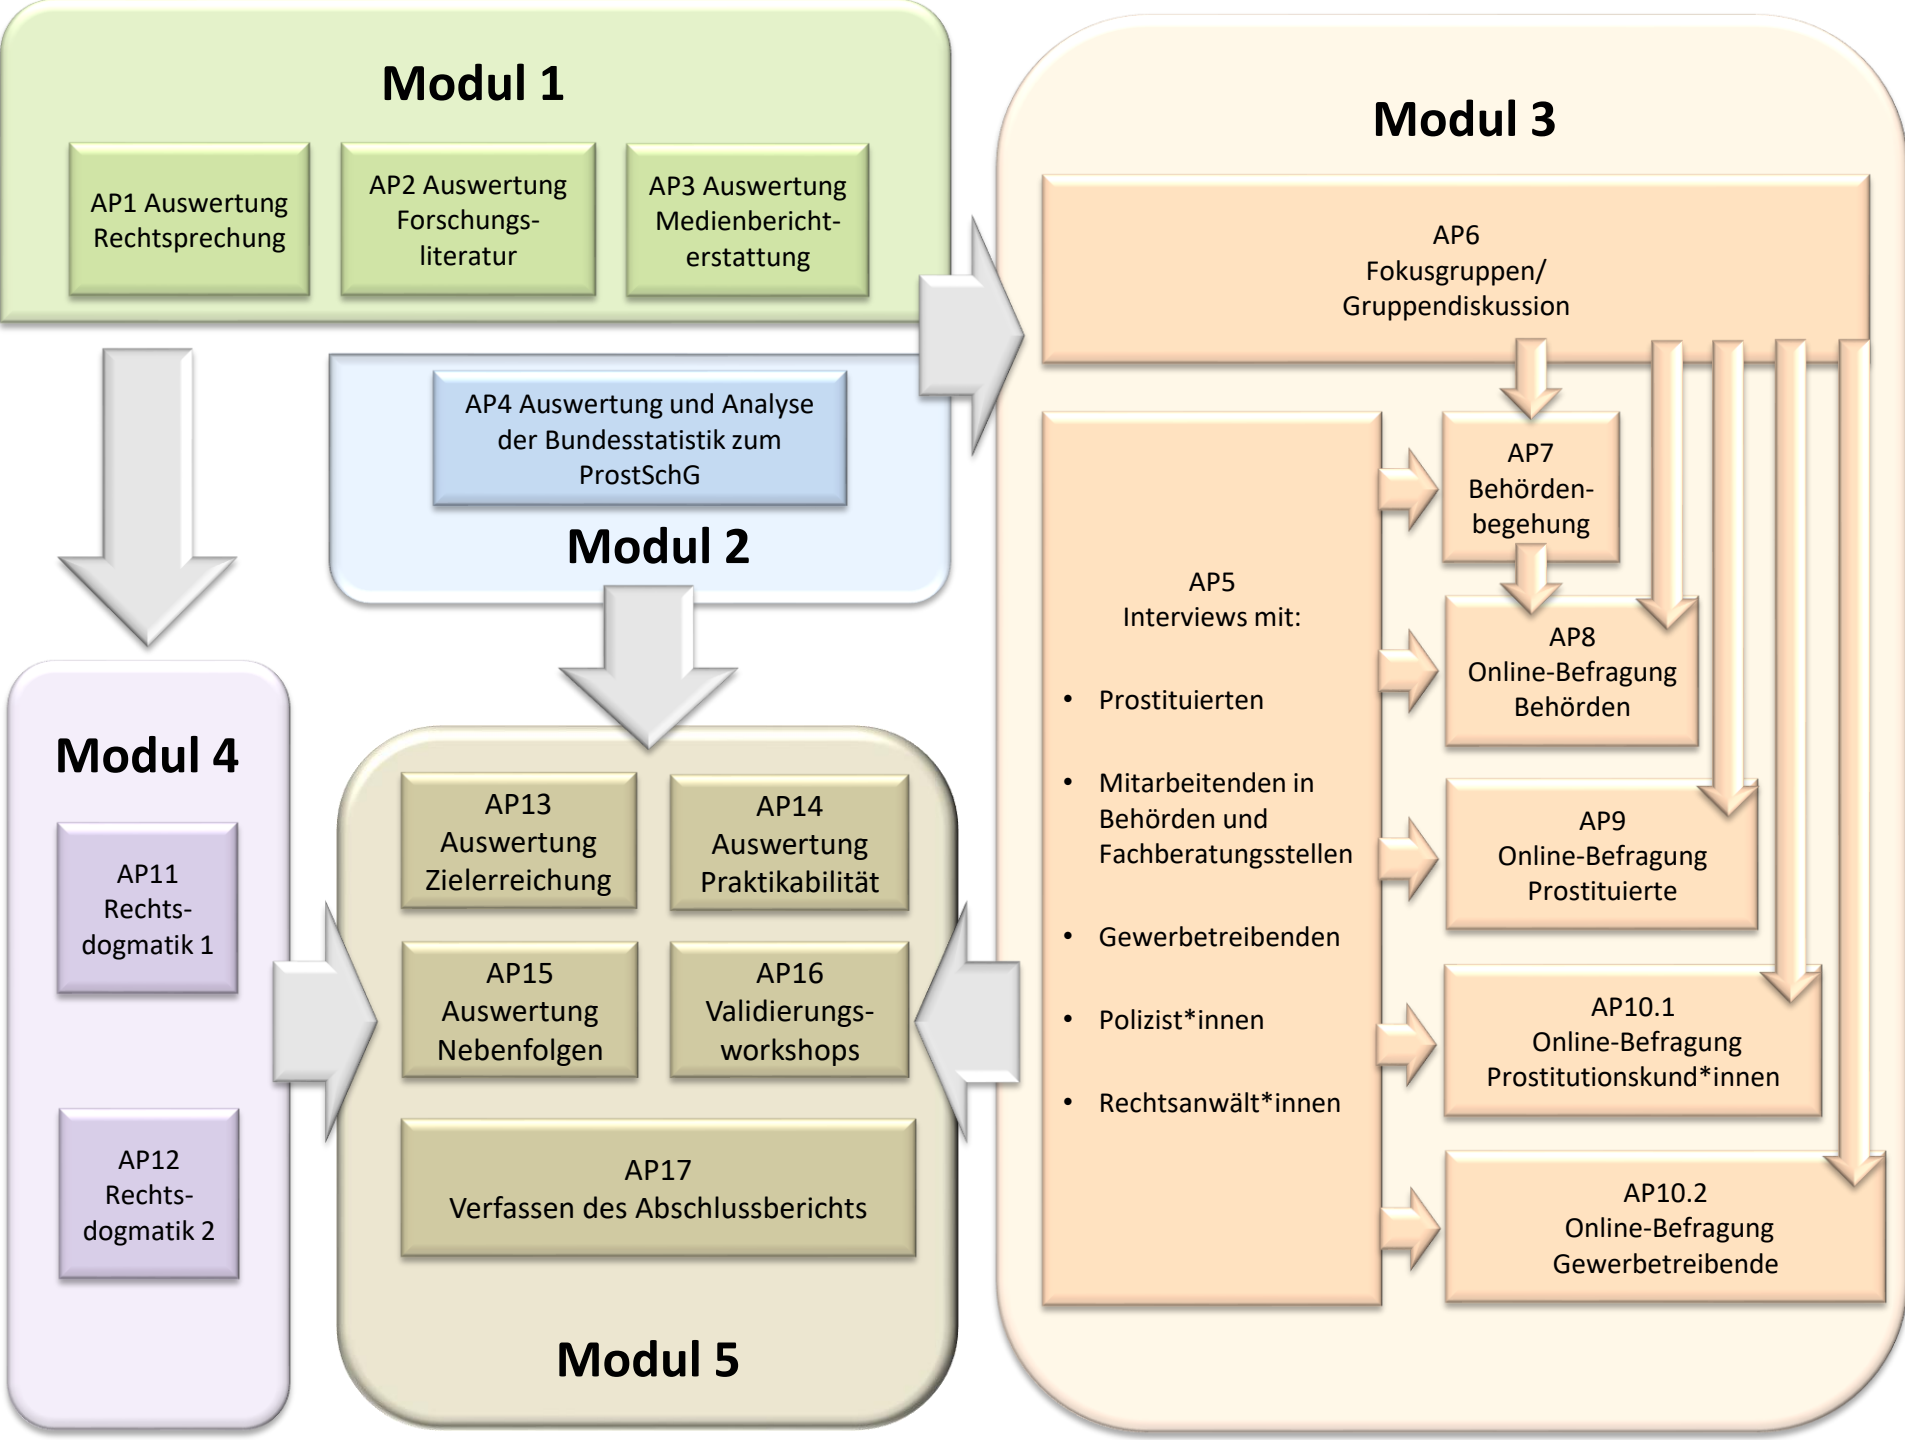 Modul 1
AP1 Auswertung
Rechtsprechung
AP2 Auswertung
Forschungs-
literatur
AP3 Auswertung
Medienbericht-
erstattung
AP4 Auswertung und Analyse
der Bundesstatistik zum
ProstSchG
Modul 2
Modul 3
AP6
Fokusgruppen/
Gruppendiskussion
AP5
Interviews mit:
• Prostituierten
• Mitarbeitenden in
Behörden und
Fachberatungsstellen
• Gewerbetreibenden
• Polizist*innen
• Rechtsanwält*innen
AP7
Behörden-
begehung
AP8
Online-Befragung
Behörden
AP9
Online-Befragung
Prostituierte
AP10.1
Online-Befragung
Prostitutionskund*innen
AP10.2
Online-Befragung
Gewerbetreibende
Modul 4
AP11
Rechts-
dogmatik 1
AP12
Rechts-
dogmatik 2
AP13
Auswertung
Zielerreichung
AP14
Auswertung
Praktikabilität
AP15
Auswertung
Nebenfolgen
AP16
Validierungs-
workshops
AP17
Verfassen des Abschlussberichts
Modul 5